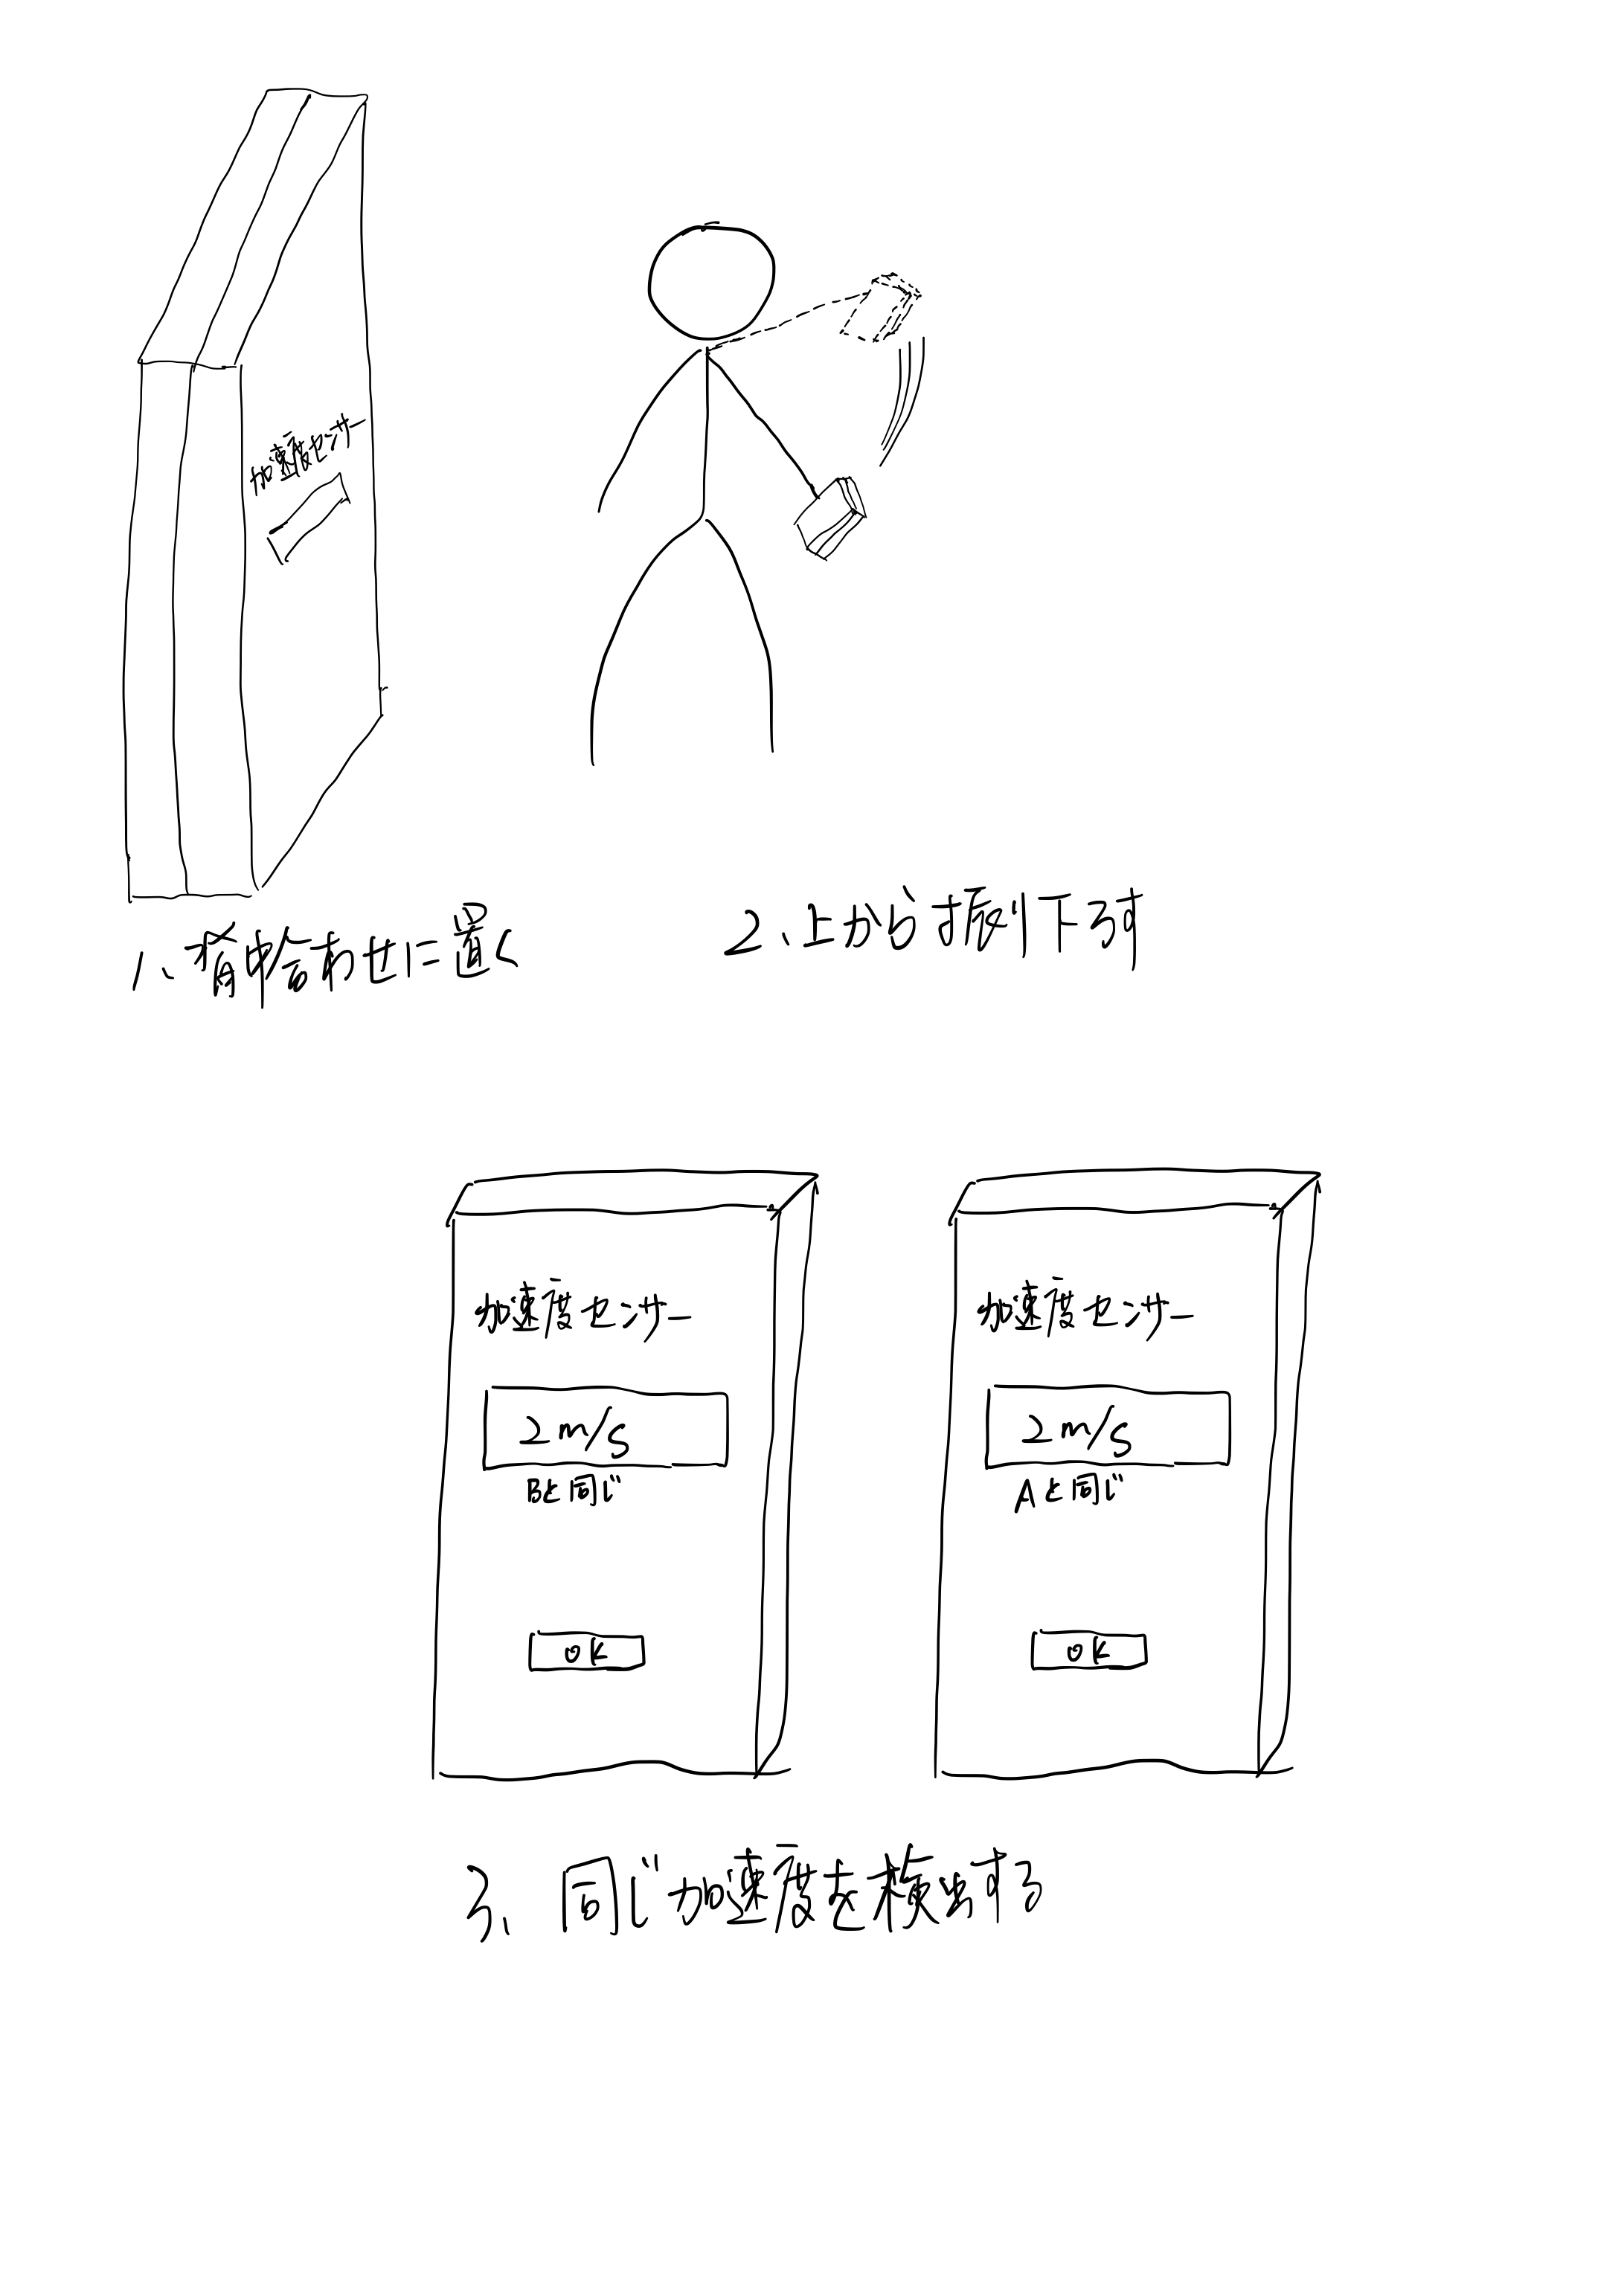 加速度センサー
1、背中合わせに置く
2、上から振り下ろす
加速度センサー
2m/s
Bと同じ
OK
加速度センサー
2m/s
Aと同じ
OK
3、同じ加速度を検出する